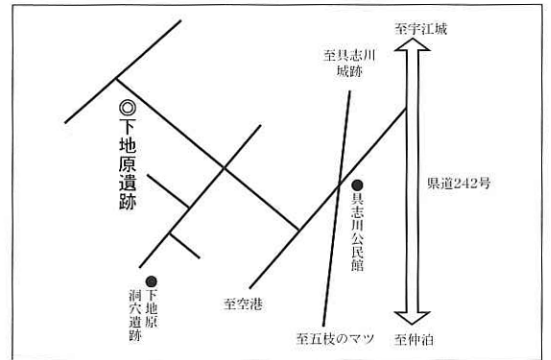 至宇江城
至具志川
城跡
下地原遺跡
県道242号
具志川公民館
下地原
洞穴遺跡
至空港
至五枝のマツ
至仲泊